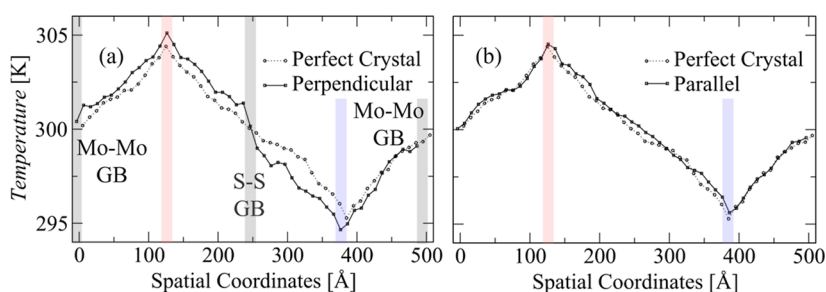 305
300
295
Temperature [K]
(a)
Perfect Crystal
Perpendicular
Mo-Mo
GB
S-S
GB
Mo-Mo
GB
0 100 200 300 400 500
Spatial Coordinates [Å]
(b)
Perfect Crystal
Parallel
0 100 200 300 400 500
Spatial Coordinates [Å]